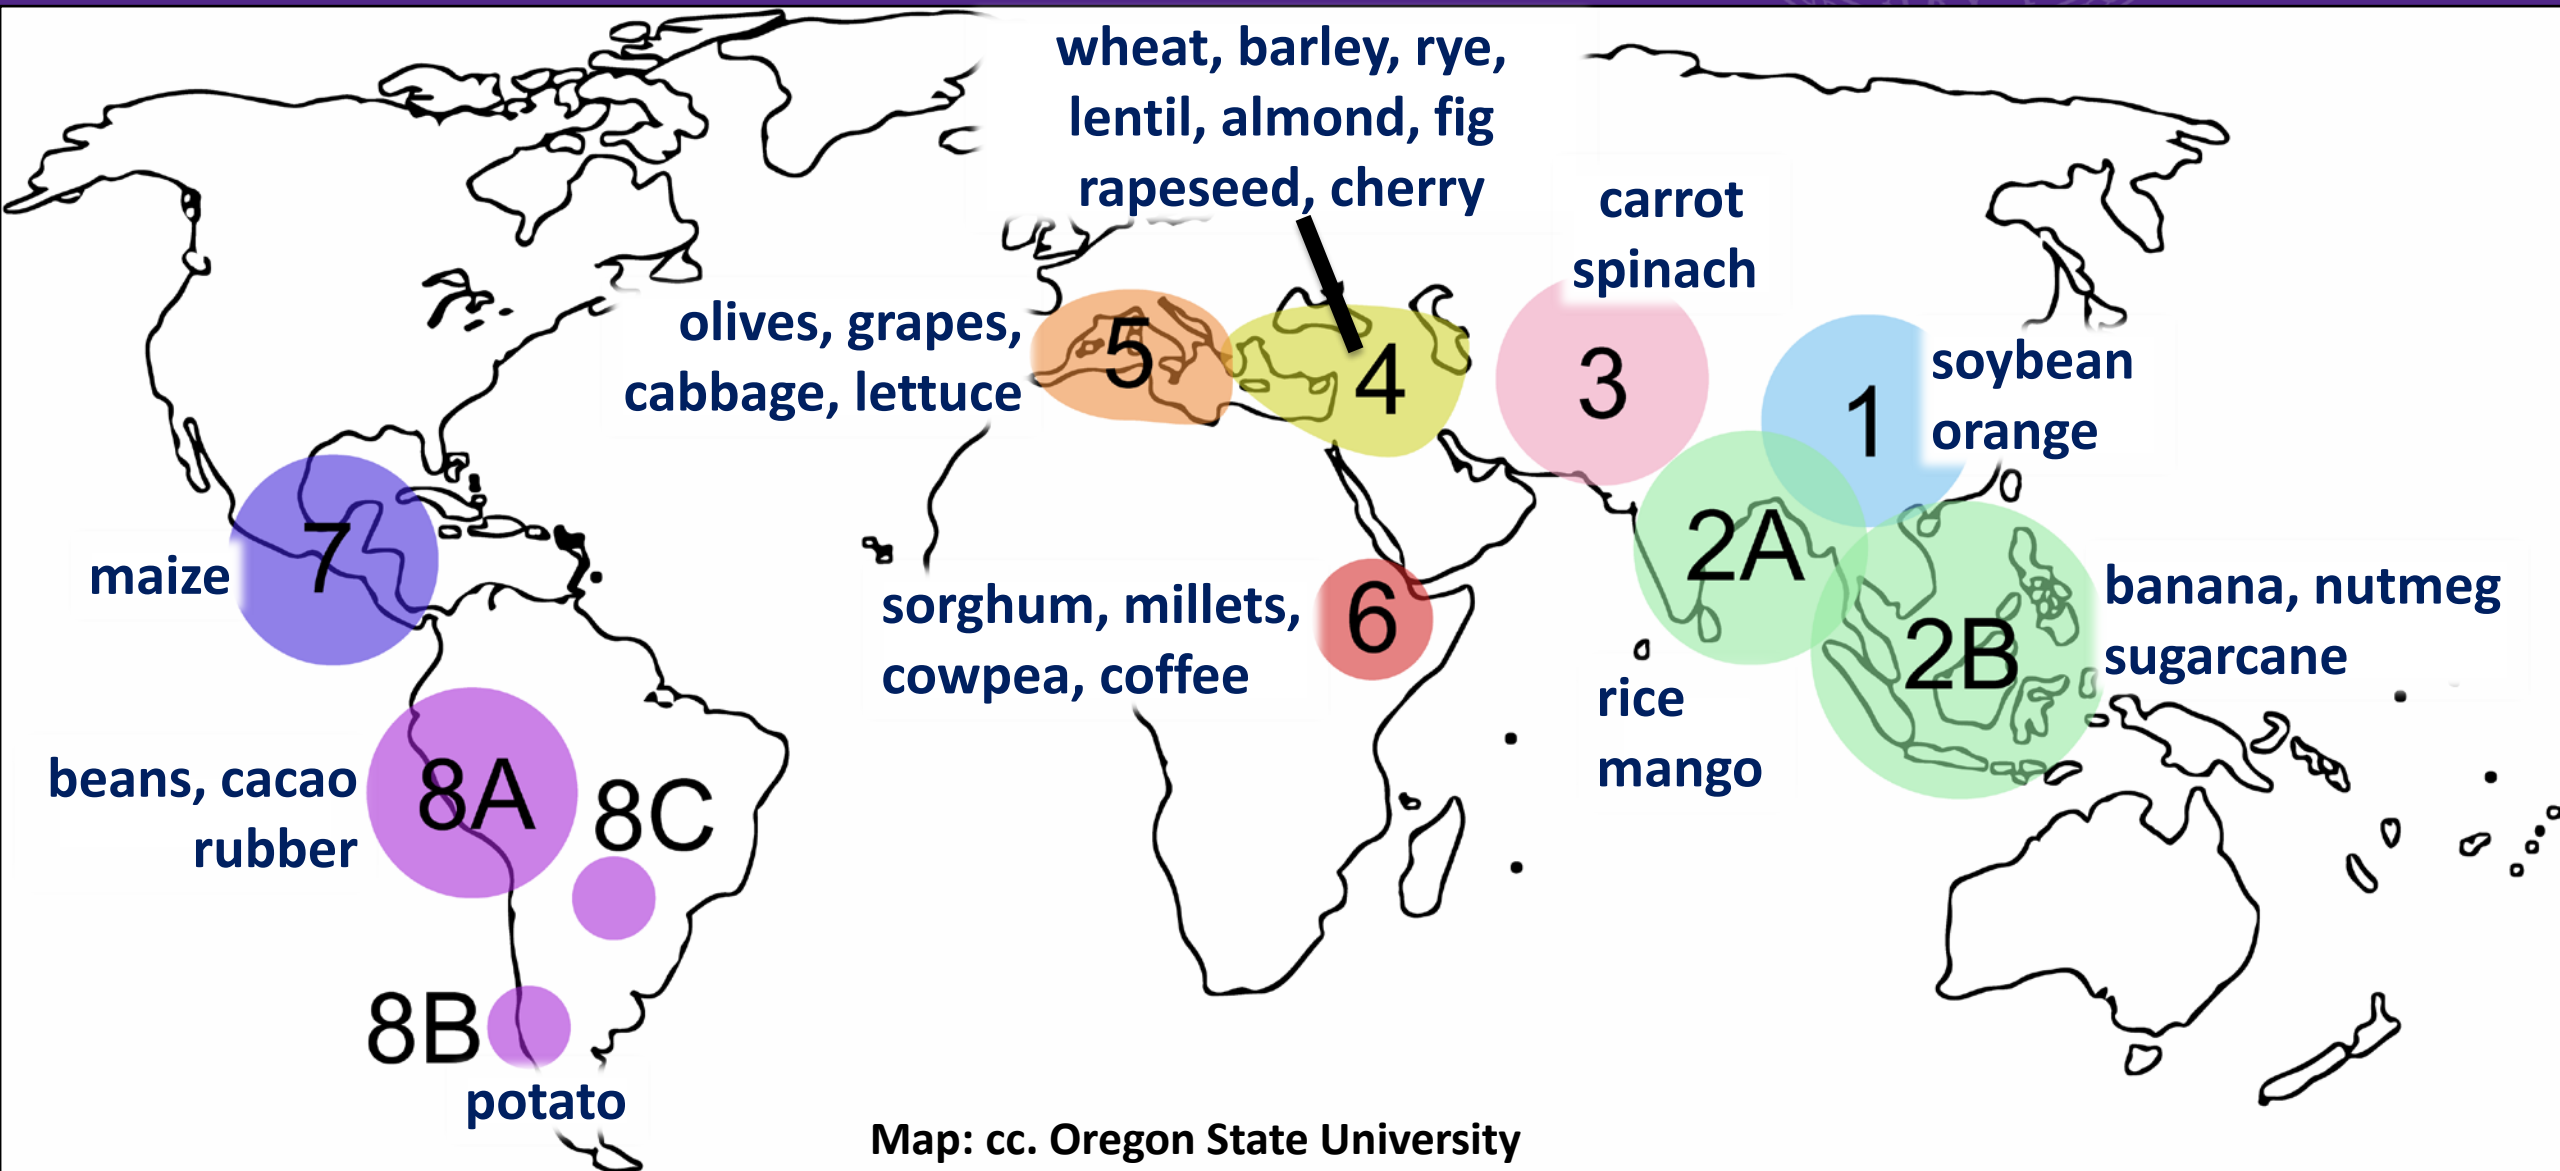 wheat, barley, rye,
lentil, almond, fig
rapeseed, cherry
carrot
spinach
olives, grapes,
cabbage, lettuce
5
4
3
1
soybean
orange
7
maize
2A
2B
banana, nutmeg
sugarcane
sorghum, millets,
cowpea, coffee
6
rice
mango
beans, cacao
rubber
8A
8C
8B
potato
Map: cc. Oregon State University